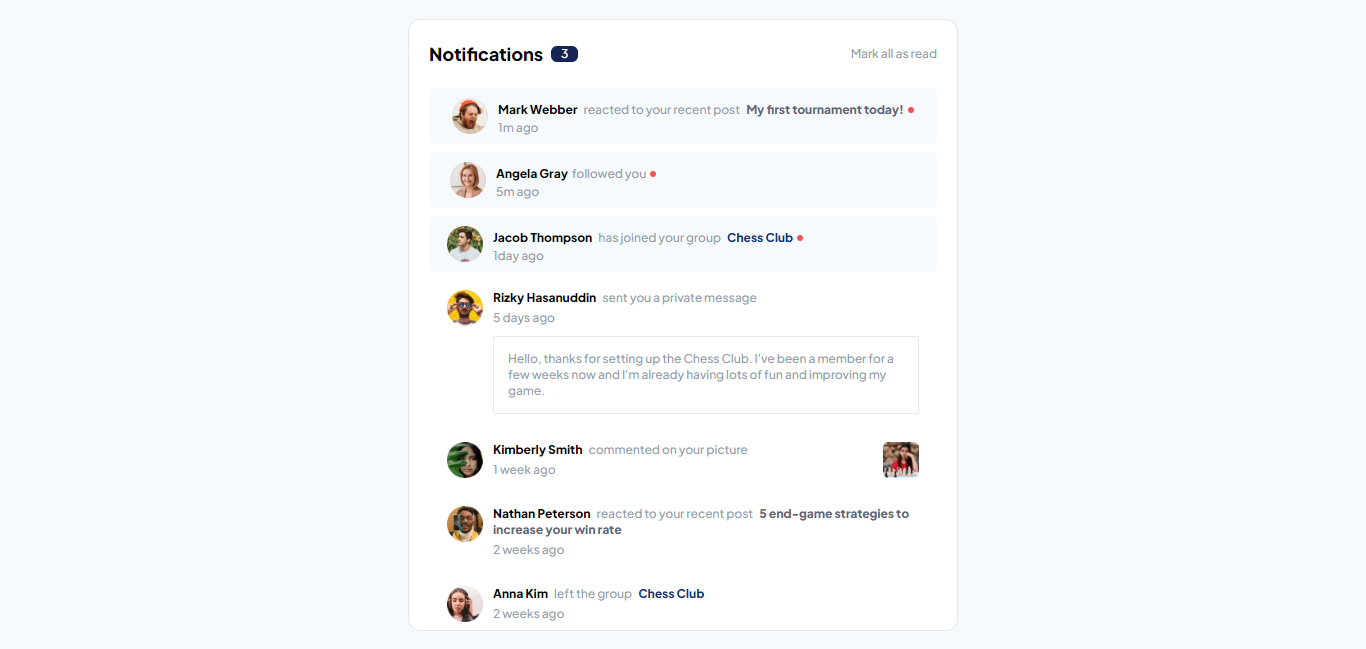 Notifications 3 Mark all as read
Mark Webber reacted to your recent post My first tournament today!
1m ago
Angela Gray followed you
5m ago
Jacob Thompson has joined your group Chess Club
1day ago
Rizky Hasanuddin sent you a private message
5 days ago
Hello, thanks for setting up the Chess Club. I've been a member for a
few weeks now and I'm already having lots of fun and improving my
game.
Kimberly Smith commented on your picture
1 week ago
Nathan Peterson reacted to your recent post 5 end-game strategies to
increase your win rate
2 weeks ago
Anna Kim left the group Chess Club
2 weeks ago